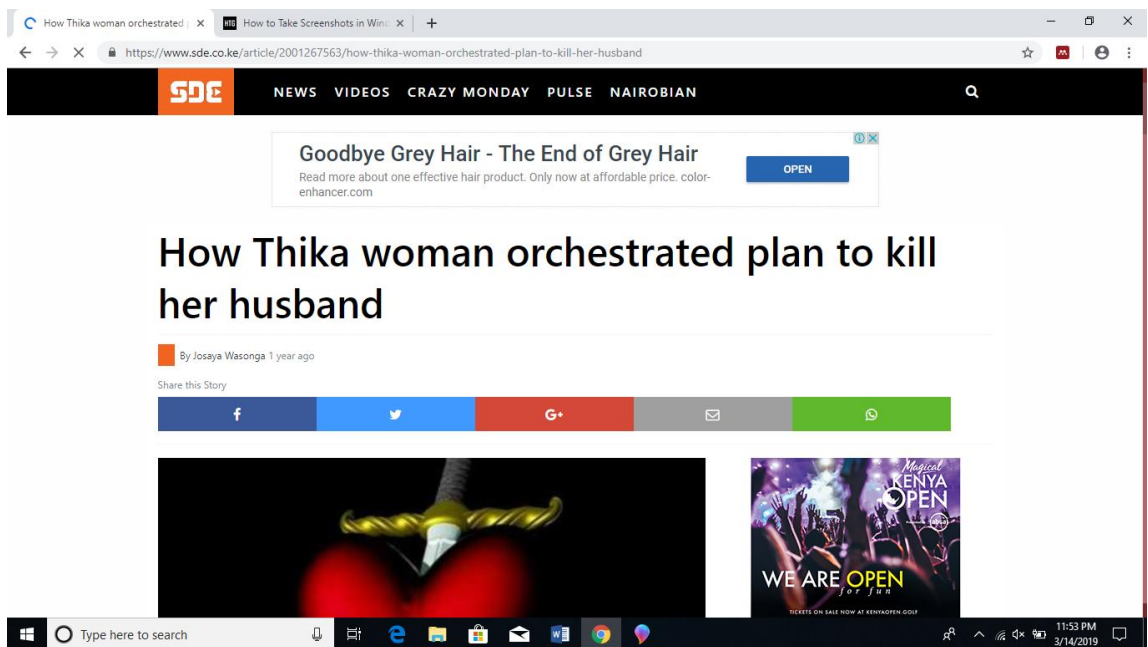 How Thika woman orchestrated
How to Take Screenshots in Wind
https://www.sde.co.ke/article/2001267563/how-thika-woman-orchestrated-plan-to-kill-her-husband
SDE NEWS VIDEOS CRAZY MONDAY PULSE NAIROBIAN
Goodbye Grey Hair - The End of Grey Hair
Read more about one effective hair product. Only now at affordable price. color-
enhancer.com
OPEN
How Thika woman orchestrated plan to kill
her husband
By Josaya Wasonga 1 year ago
Share this Story
f G+
Magical
KENYA
OPEN
absa
WE ARE OPEN
for fun
TICKETS ON SALE NOW AT KENYAOPEN.GOLF
Type here to search
11:53 PM
3/14/2019